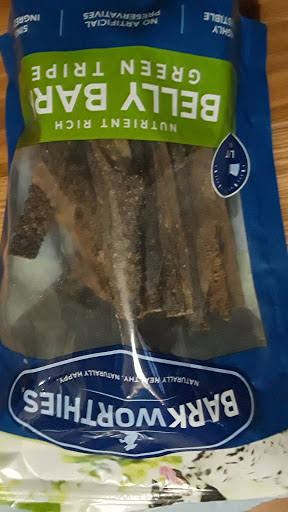 BARKWORTHIES
NATURALLY HEALTHY. NATURALLY HAPPY.
NUTRIENT RICH
BELLY BAR
GREEN TRIPE
NO ARTIFICIAL
PRESERVATIVES